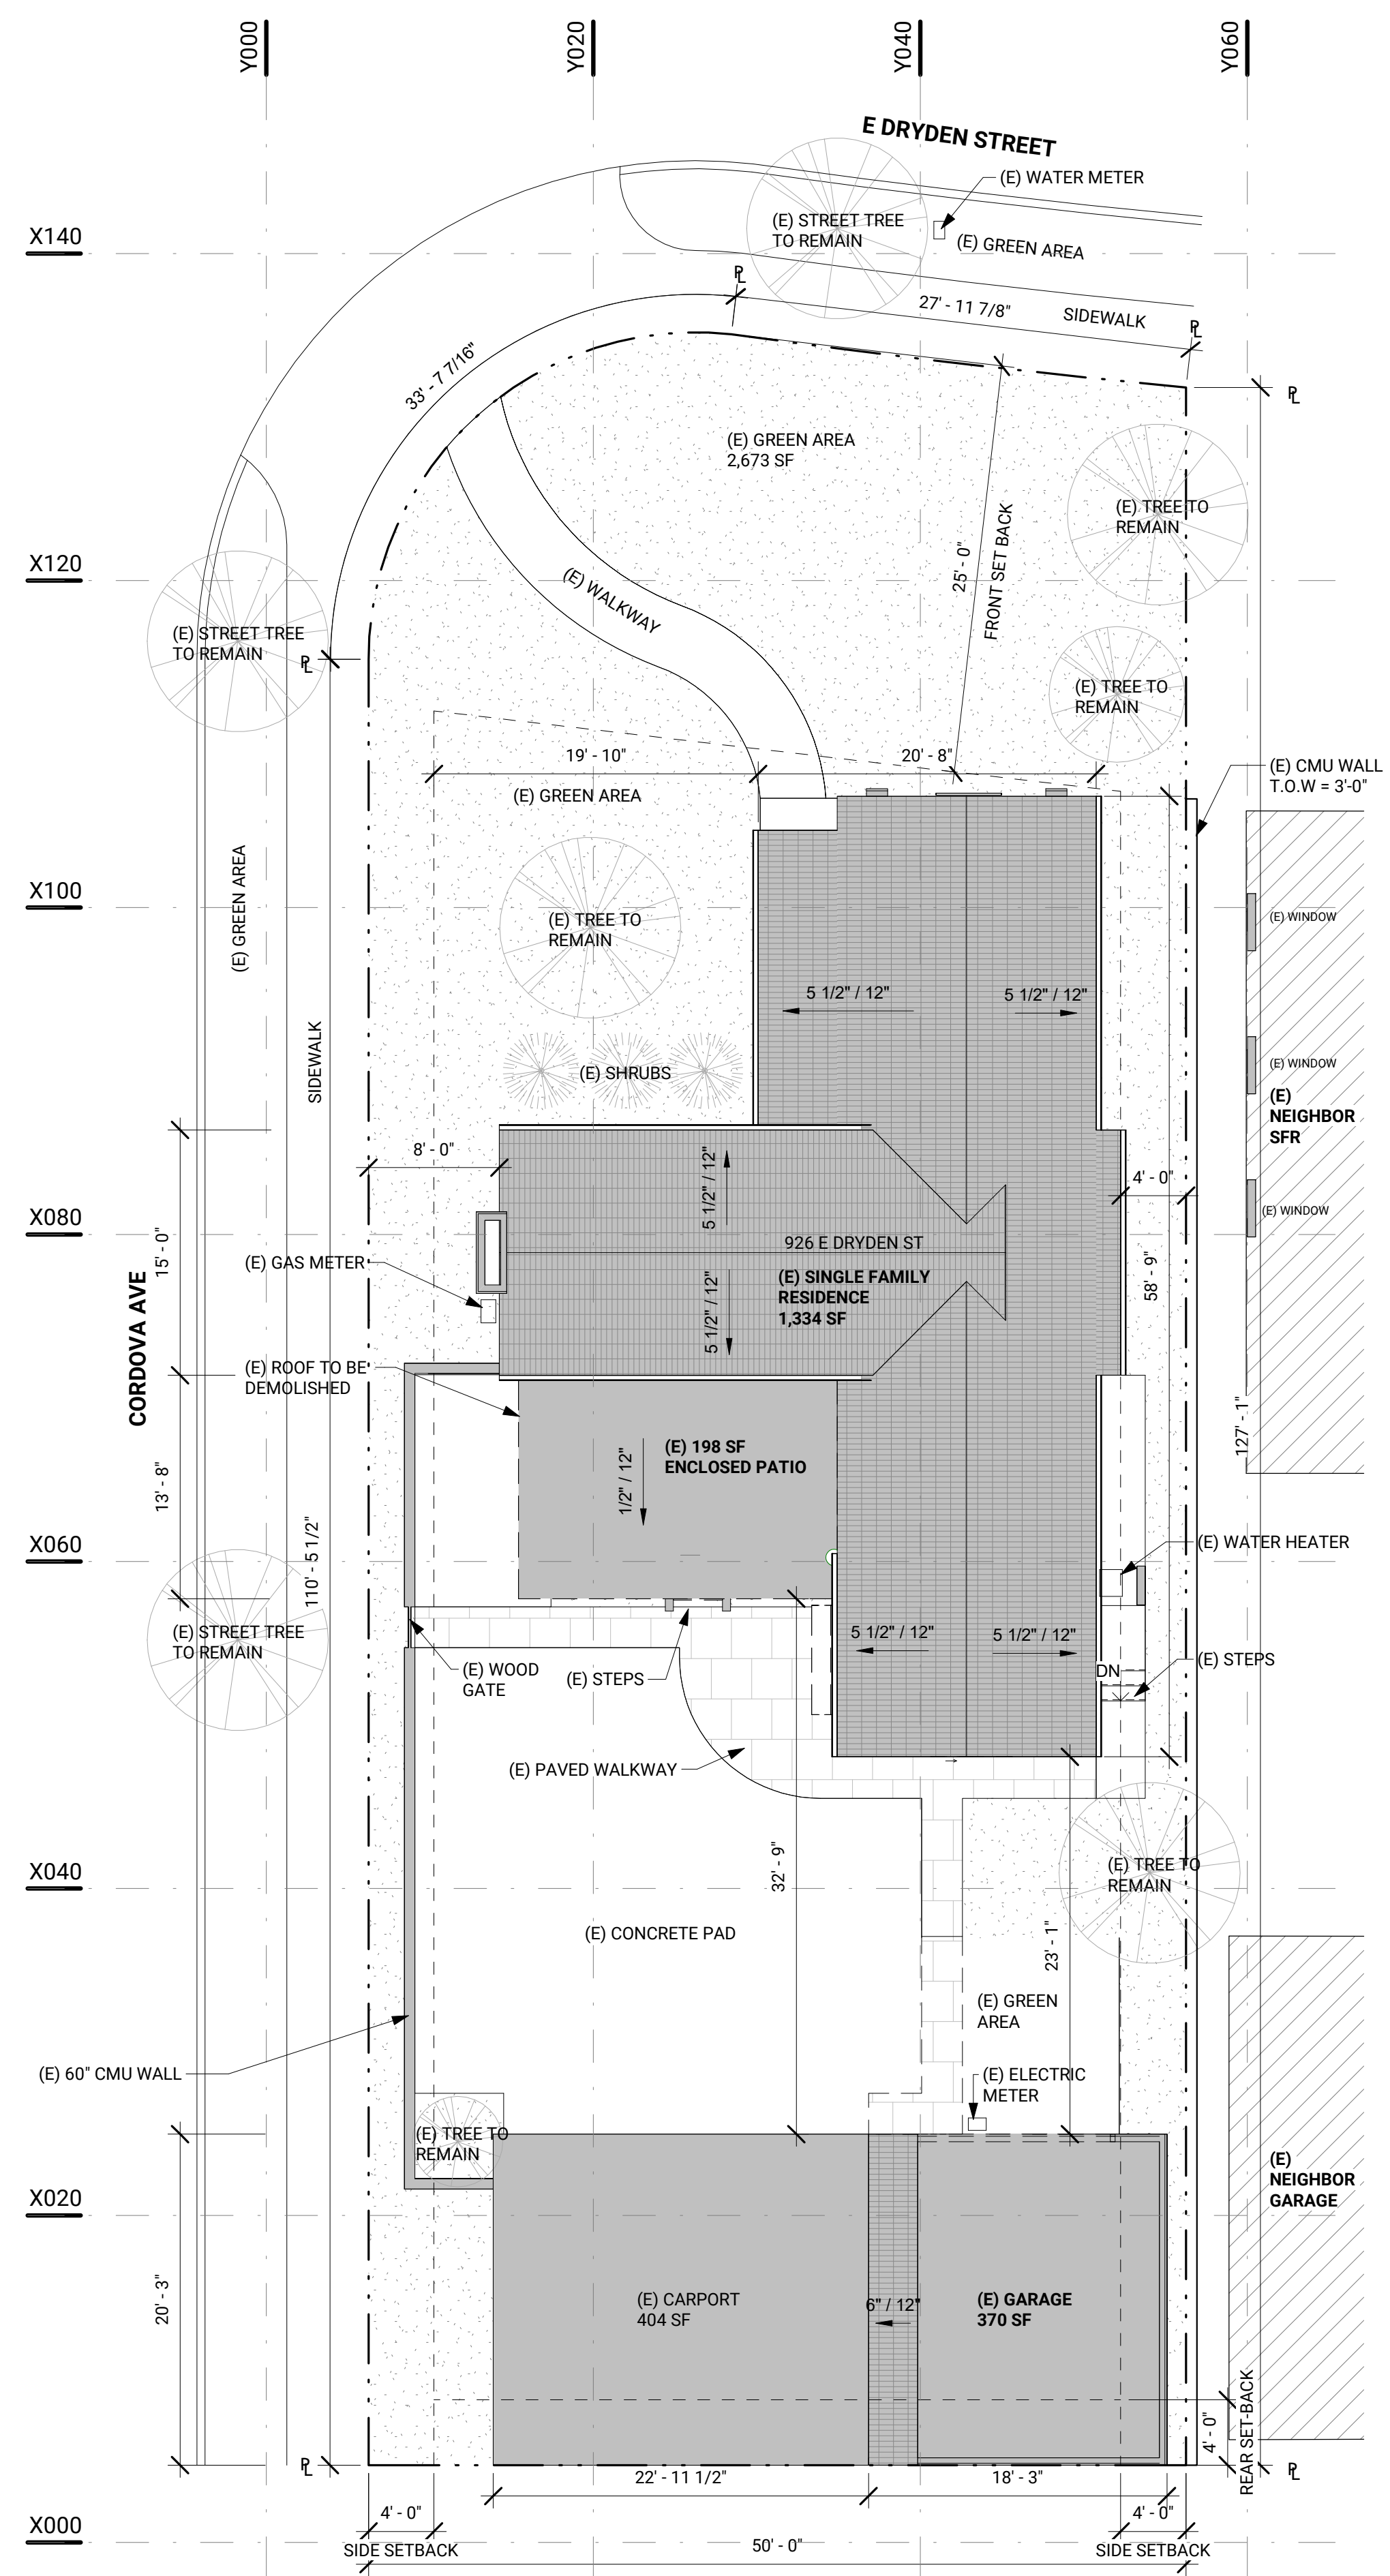 Y000
Y020
Y040
Y060
E DRYDEN STREET
(E) WATER METER
(E) STREET TREE
TO REMAIN
(E) GREEN AREA
X140
PL
27' - 11 7/8"
SIDEWALK
PL
33' - 7 7/16"
PL
(E) GREEN AREA
2,673 SF
(E) TREE TO
REMAIN
25' - 0"
FRONT SET BACK
X120
(E) WALKWAY
(E) STREET TREE
TO REMAIN
PL
(E) TREE TO
REMAIN
19' - 10"
20' - 8"
(E) CMU WALL
T.O.W = 3'-0"
(E) GREEN AREA
(E) GREEN AREA
X100
(E) WINDOW
(E) TREE TO
REMAIN
5 1/2" / 12"
5 1/2" / 12"
SIDEWALK
(E) SHRUBS
(E) WINDOW
(E)
NEIGHBOR
SFR
8' - 0"
5 1/2" / 12"
4' - 0"
X080
(E) WINDOW
15' - 0"
926 E DRYDEN ST
(E) GAS METER
(E) SINGLE FAMILY
RESIDENCE
1,334 SF
5 1/2" / 12"
58' - 9"
CORDOVA AVE
(E) ROOF TO BE
DEMOLISHED
127' - 1"
(E) 198 SF
ENCLOSED PATIO
1/2" / 12"
13' - 8"
110' - 5 1/2"
X060
(E) WATER HEATER
(E) STREET TREE
TO REMAIN
5 1/2" / 12"
5 1/2" / 12"
(E) WOOD
GATE
(E) STEPS
DN
(E) STEPS
(E) PAVED WALKWAY
32' - 9"
X040
(E) TREE TO
REMAIN
(E) CONCRETE PAD
23' - 1"
(E) GREEN
AREA
(E) 60" CMU WALL
(E) ELECTRIC
METER
(E) TREE TO
REMAIN
X020
(E)
NEIGHBOR
GARAGE
20' - 3"
(E) CARPORT
404 SF
6" / 12"
(E) GARAGE
370 SF
4' - 0"
REAR SET-BACK
PL
PL
22' - 11 1/2"
18' - 3"
X000
4' - 0"
4' - 0"
SIDE SETBACK
50' - 0"
SIDE SETBACK